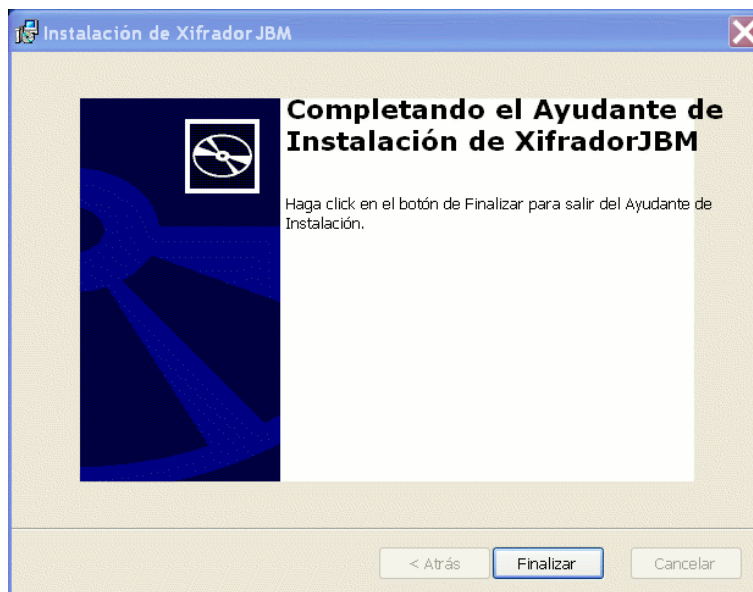 Instalación de Xifrador JBM
Completando el Ayudante de
Instalación de XifradorJBM
Haga click en el botón de Finalizar para salir del Ayudante de
Instalación.
< Atrás Finalizar Cancelar